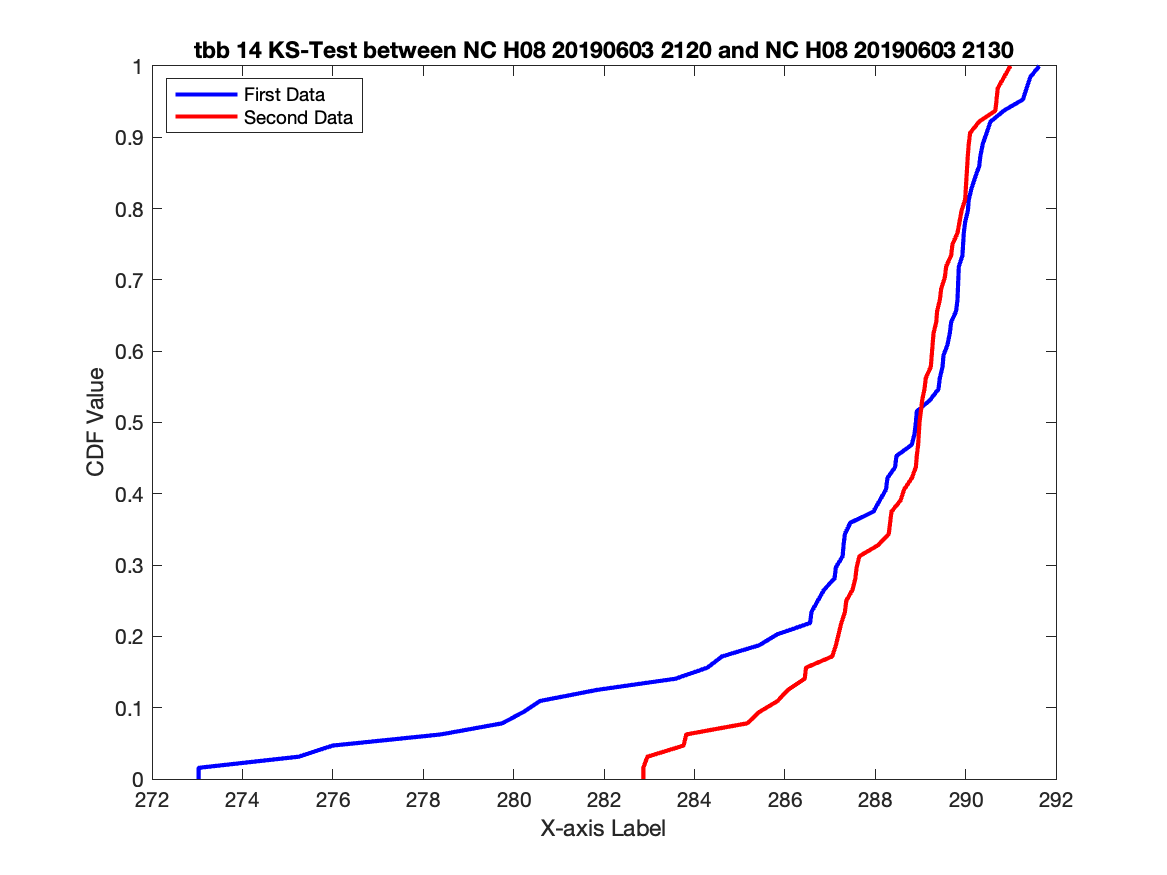 tbb 14 KS-Test between NC H08 20190603 2120 and NC H08 20190603 2130
First Data
Second Data
CDF Value
1
0.9
0.8
0.7
0.6
0.5
0.4
0.3
0.2
0.1
0
272 274 276 278 280 282 284 286 288 290 292
X-axis Label